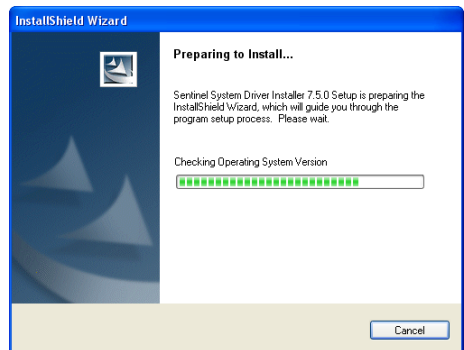 InstallShield Wizard
Preparing to Install...
Sentinel System Driver Installer 7.5.0 Setup is preparing the
InstallShield Wizard, which will guide you through the
program setup process. Please wait.
Checking Operating System Version
Cancel